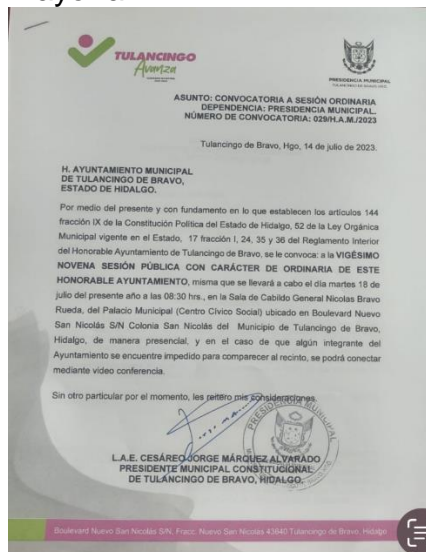 TULANCINGO
Avanza
PRESIDENCIA MUNICIPAL
ASUNTO: CONVOCATORIA A SESIÓN ORDINARIA
DEPENDENCIA: PRESIDENCIA MUNICIPAL.
NÚMERO DE CONVOCATORIA: 029/H.A.M./2023
Tulancingo de Bravo, Hgo, 14 de julio de 2023.
H. AYUNTAMIENTO MUNICIPAL
DE TULANCINGO DE BRAVO,
ESTADO DE HIDALGO.
Por medio del presente y con fundamento en lo que establecen los artículos 144
fracción IX de la Constitución Política del Estado de Hidalgo, 52 de la Ley Orgánica
Municipal vigente en el Estado, 17 fracción I, 24, 35 y 36 del Reglamento Interior
del Honorable Ayuntamiento de Tulancingo de Bravo, se le convoca: a la VIGÉSIMO
NOVENA SESIÓN PÚBLICA CON CARÁCTER DE ORDINARIA DE ESTE
HONORABLE AYUNTAMIENTO, misma que se llevará a cabo el día martes 18 de
julio del presente año a las 08:30 hrs., en la Sala de Cabildo General Nicolas Bravo
Rueda, del Palacio Municipal (Centro Cívico Social) ubicado en Boulevard Nuevo
San Nicolás S/N Colonia San Nicolás del Municipio de Tulancingo de Bravo,
Hidalgo, de manera presencial, y en el caso de que algún integrante del
Ayuntamiento se encuentre impedido para comparecer al recinto, se podrá conectar
mediante video conferencia.
Sin otro particular por el momento, les reitero mis consideraciones.
PRESIDENCIA MUNICIPAL
L.A.E. CESÁREO JORGE MÁRQUEZ ALVARADO
PRESIDENTE MUNICIPAL CONSTITUCIONAL
DE TULANCINGO DE BRAVO, HIDALGO.
Boulevard Nuevo San Nicolás S/N, Fracc. Nuevo San Nicolás 43640 Tulancingo de Bravo, Hidalgo